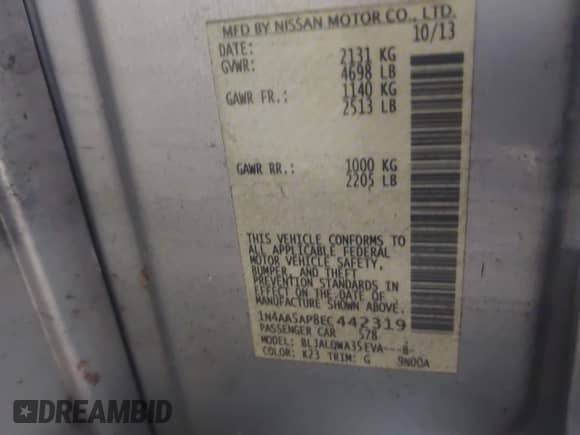 MFD BY NISSAN MOTOR CO., LTD.
DATE: 10/13
GVWR: 2131 KG
4698 LB
GAWR FR.: 1140 KG
2513 LB
GAWR RR.: 1000 KG
2205 LB
THIS VEHICLE CONFORMS TO
ALL APPLICABLE FEDERAL
MOTOR VEHICLE SAFETY,
BUMPER, AND THEFT
PREVENTION STANDARDS IN
EFFECT ON THE DATE OF
MANUFACTURE SHOWN ABOVE.
1N4AA5AP8EC442319
PASSENGER CAR 578
MODEL: BLJALQWA35EVA---B-
COLOR: K23 TRIM: G 9N00A
DREAMBID